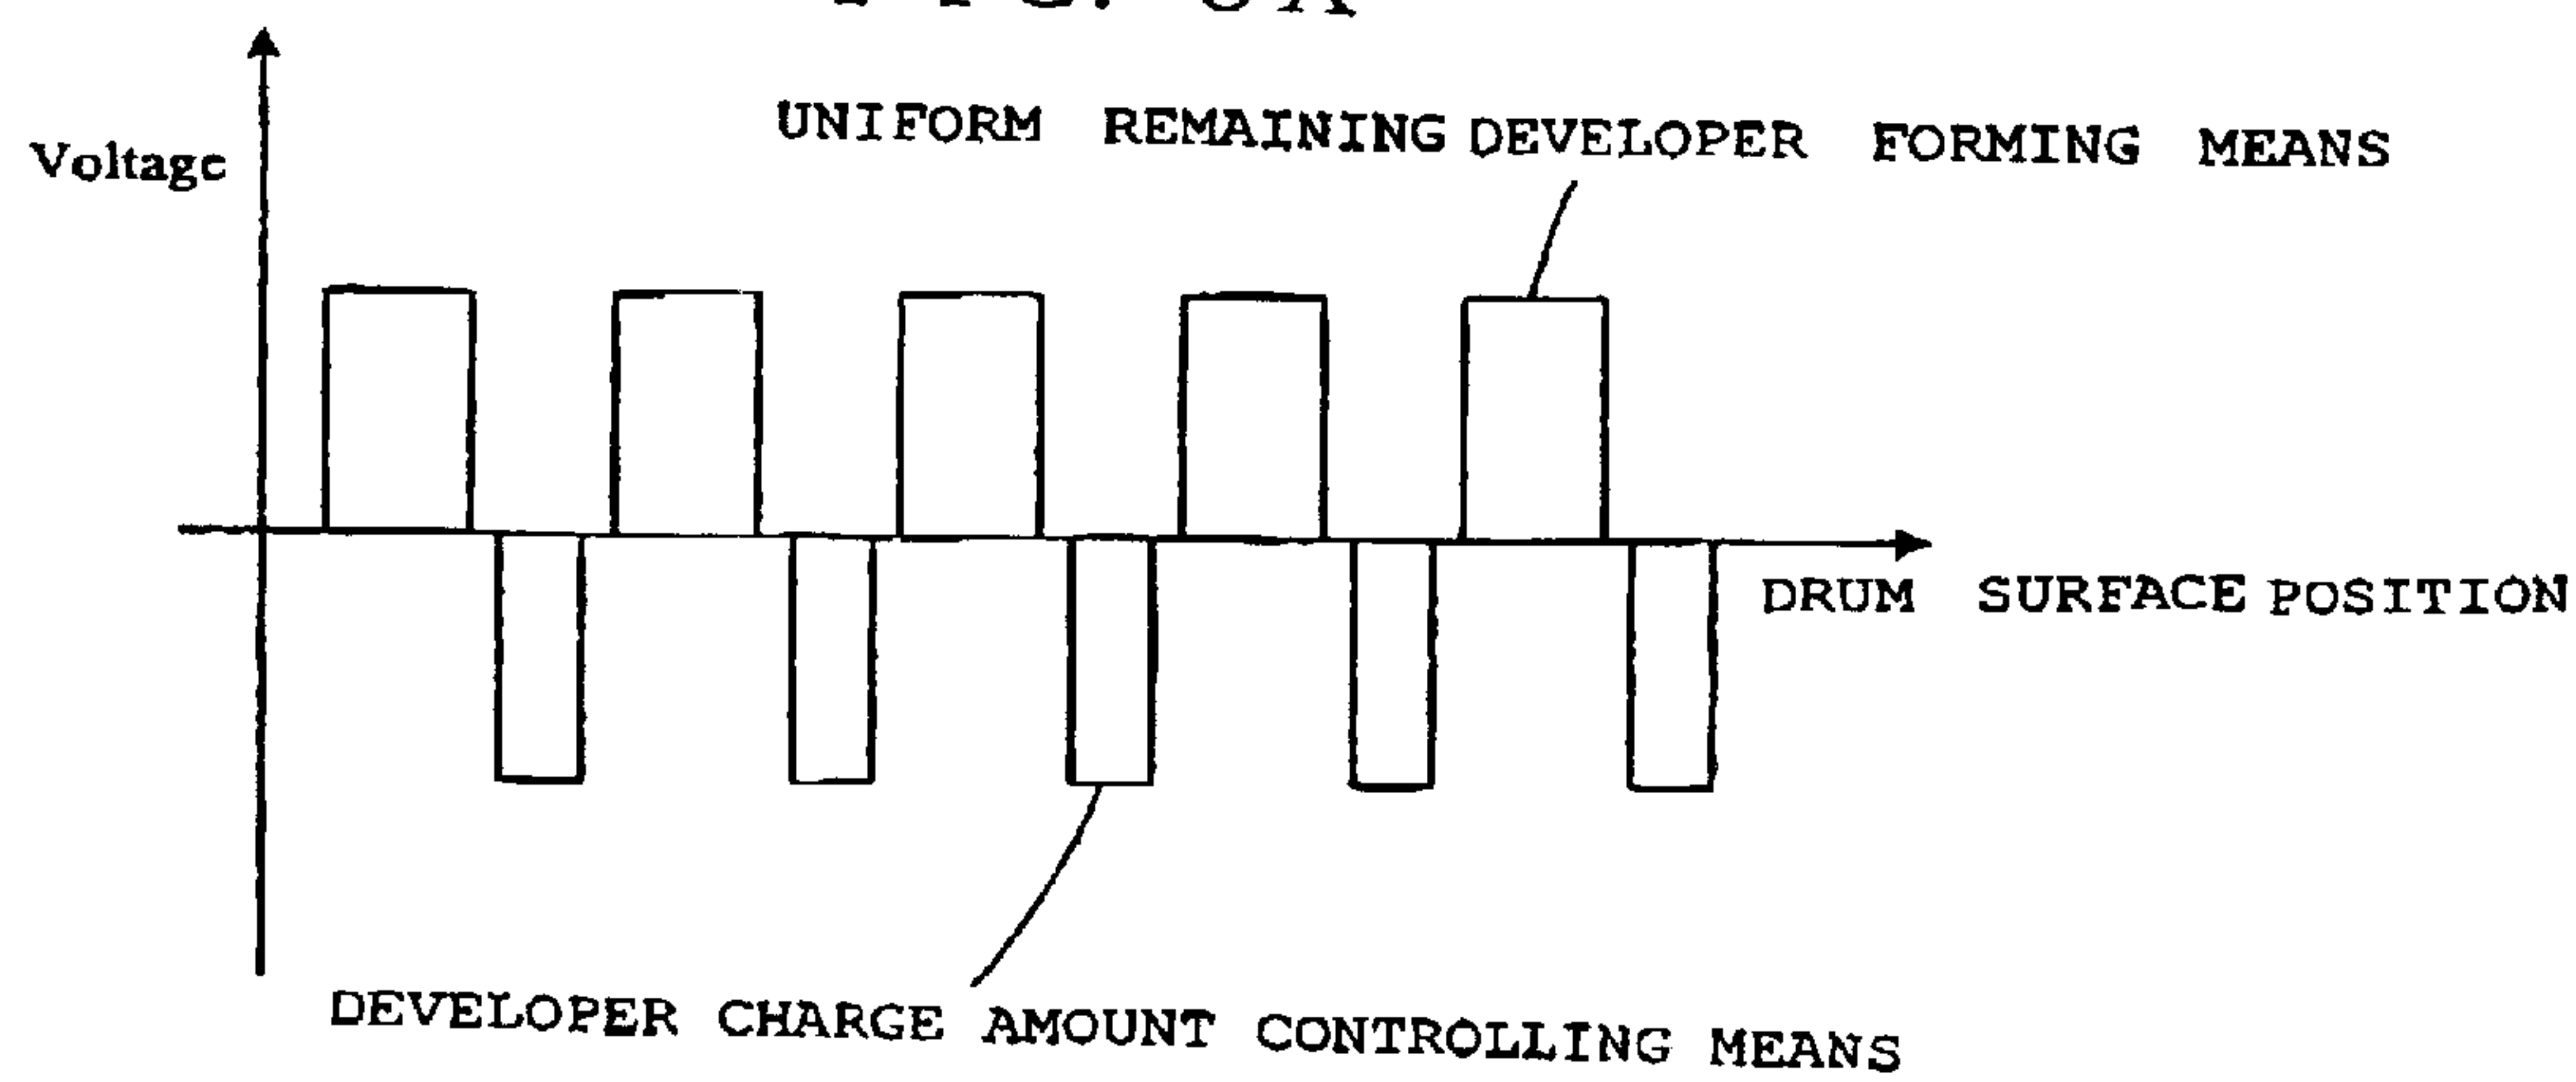 UNIFORM REMAINING DEVELOPER FORMING MEANS
Voltage
DRUM SURFACE POSITION
DEVELOPER CHARGE AMOUNT CONTROLLING MEANS